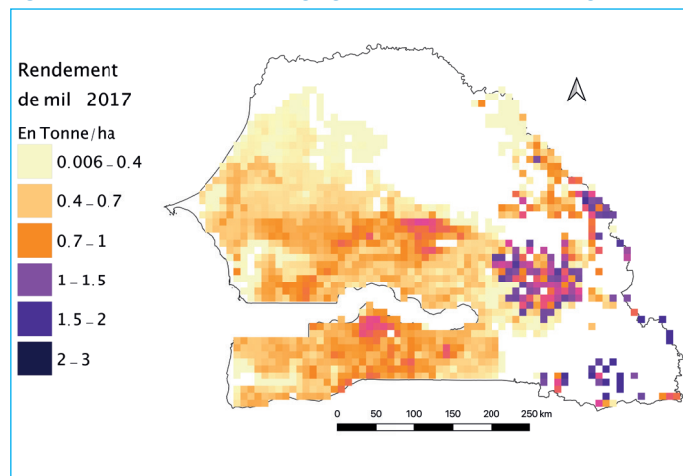 Rendement
de mil 2017
En Tonne/ha
0.006 – 0.4
0.4 – 0.7
0.7 – 1
1 – 1.5
1.5 – 2
2 – 3
0 50 100 150 200 250 km